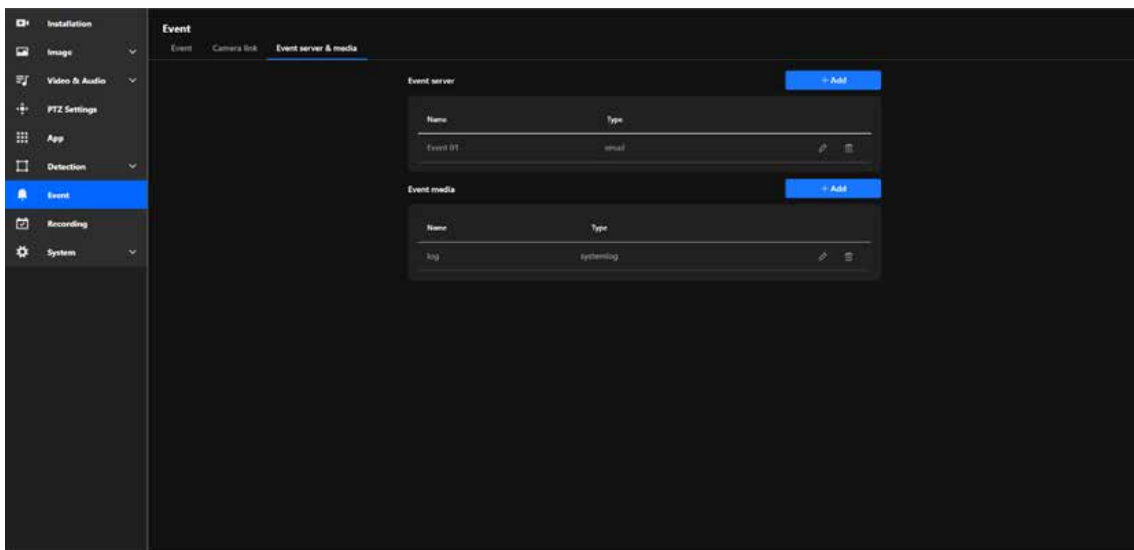 Installation
Image
Video & Audio
PTZ Settings
App
Detection
Event
Recording
System
Event
Event Camera link Event server & media
Event server + Add
Name Type
Event 01 email
Event media + Add
Name Type
log systemlog